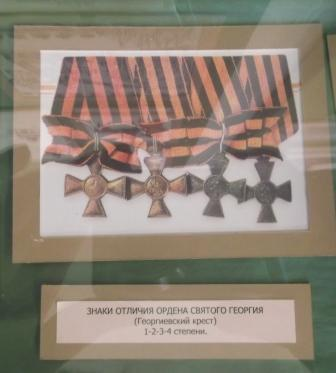 ЗНАКИ ОТЛИЧИЯ ОРДЕНА СВЯТОГО ГЕОРГИЯ
(Георгиевский крест)
1-2-3-4 степени.